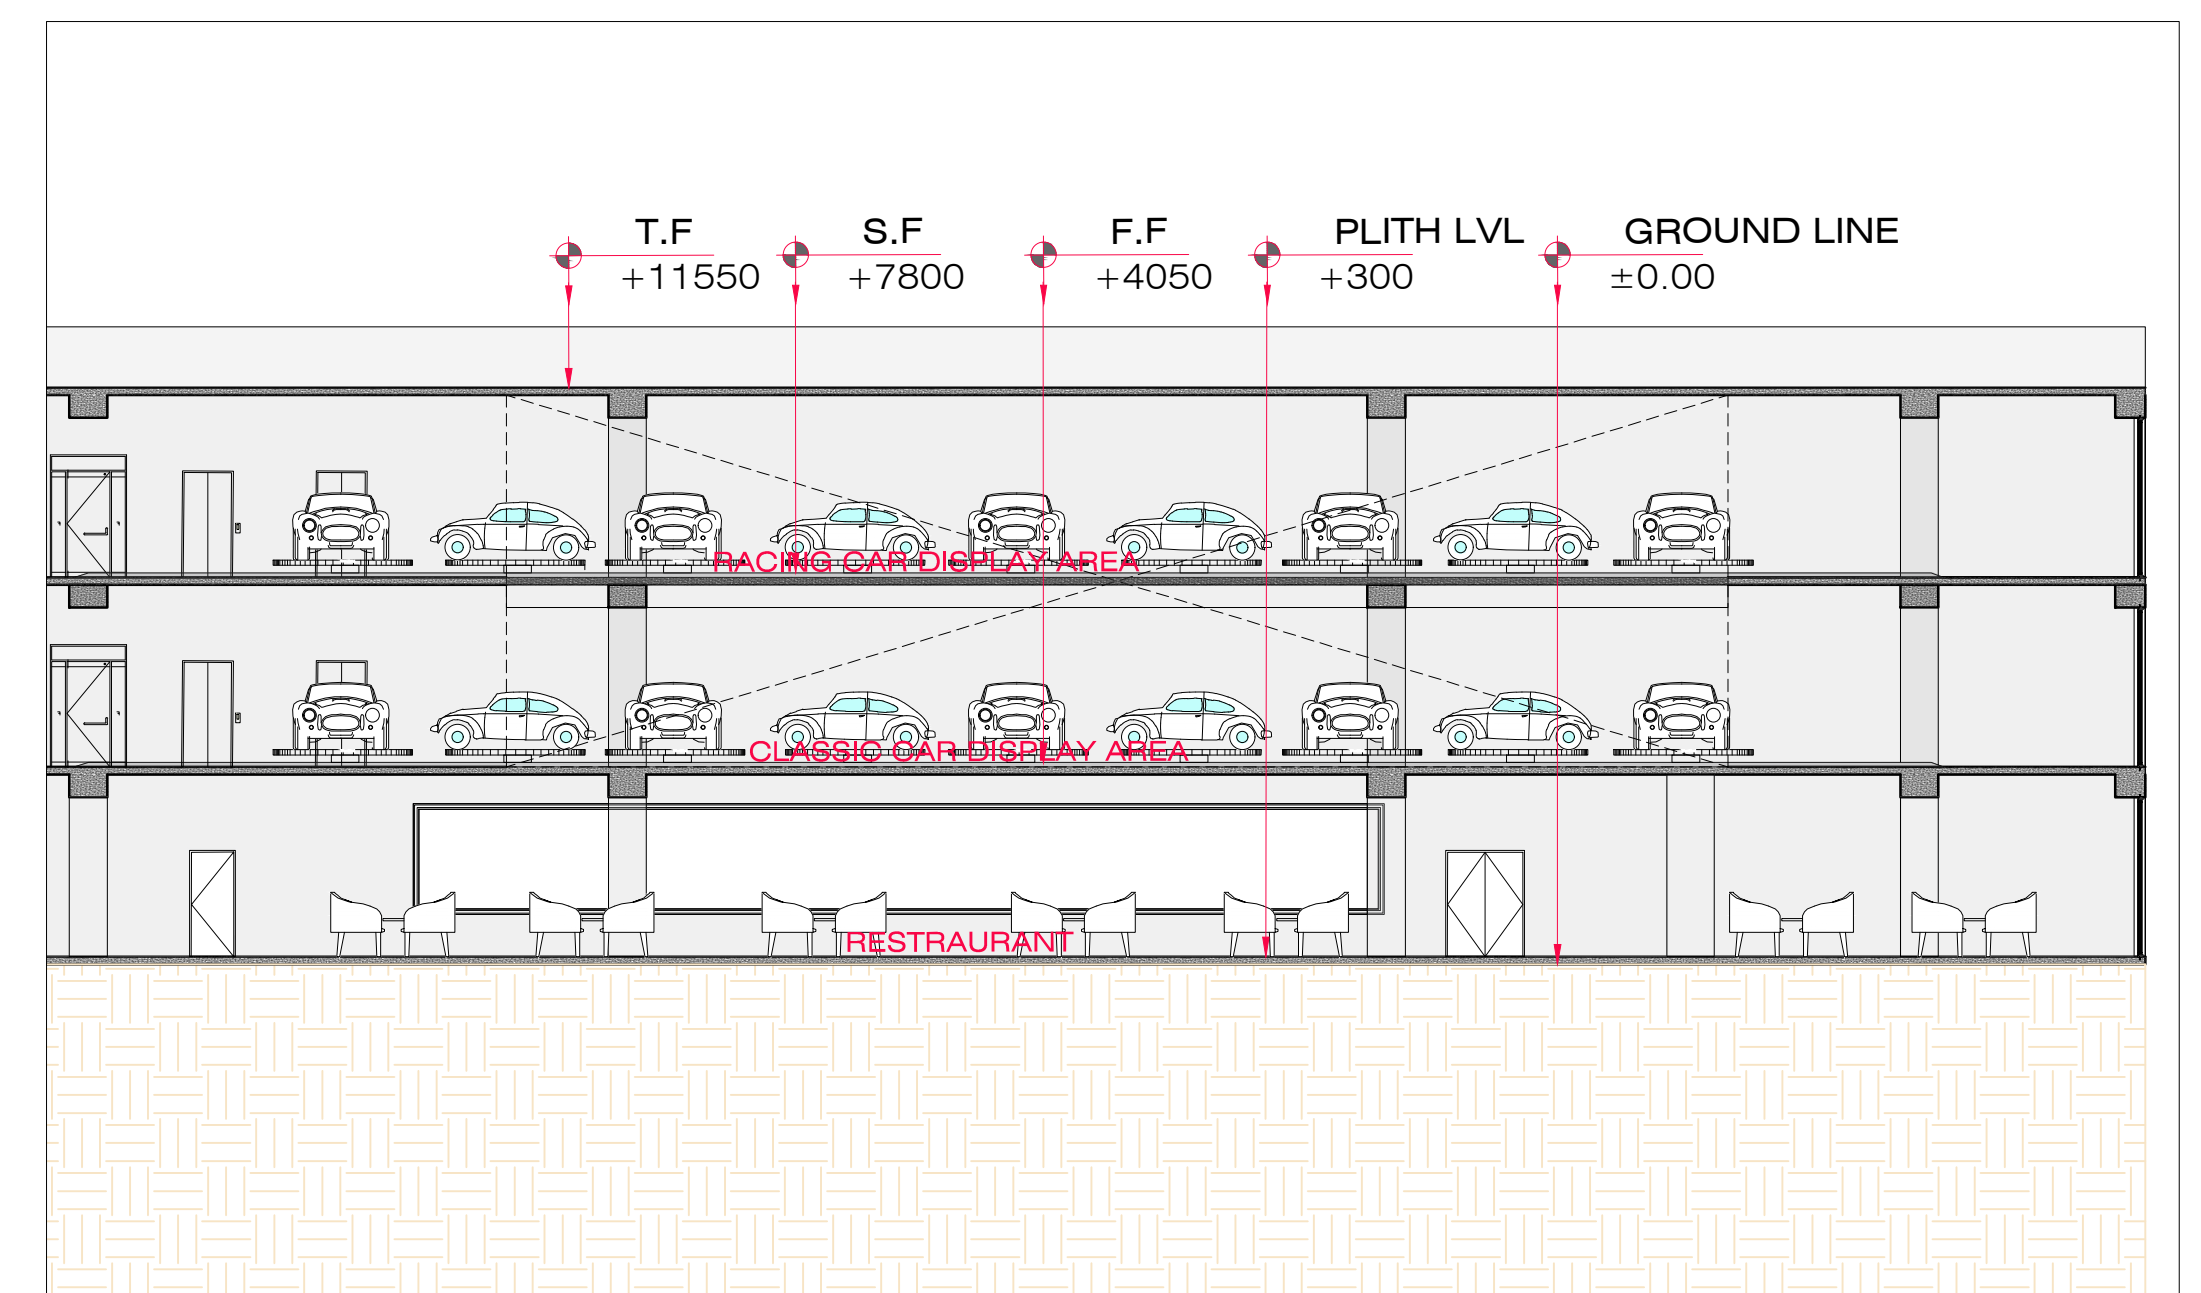 T.F
+11550
S.F
+7800
F.F
+4050
PLITH LVL
+300
GROUND LINE
±0.00
RACING CAR DISPLAY AREA
CLASSIC CAR DISPLAY AREA
RESTRAURANT